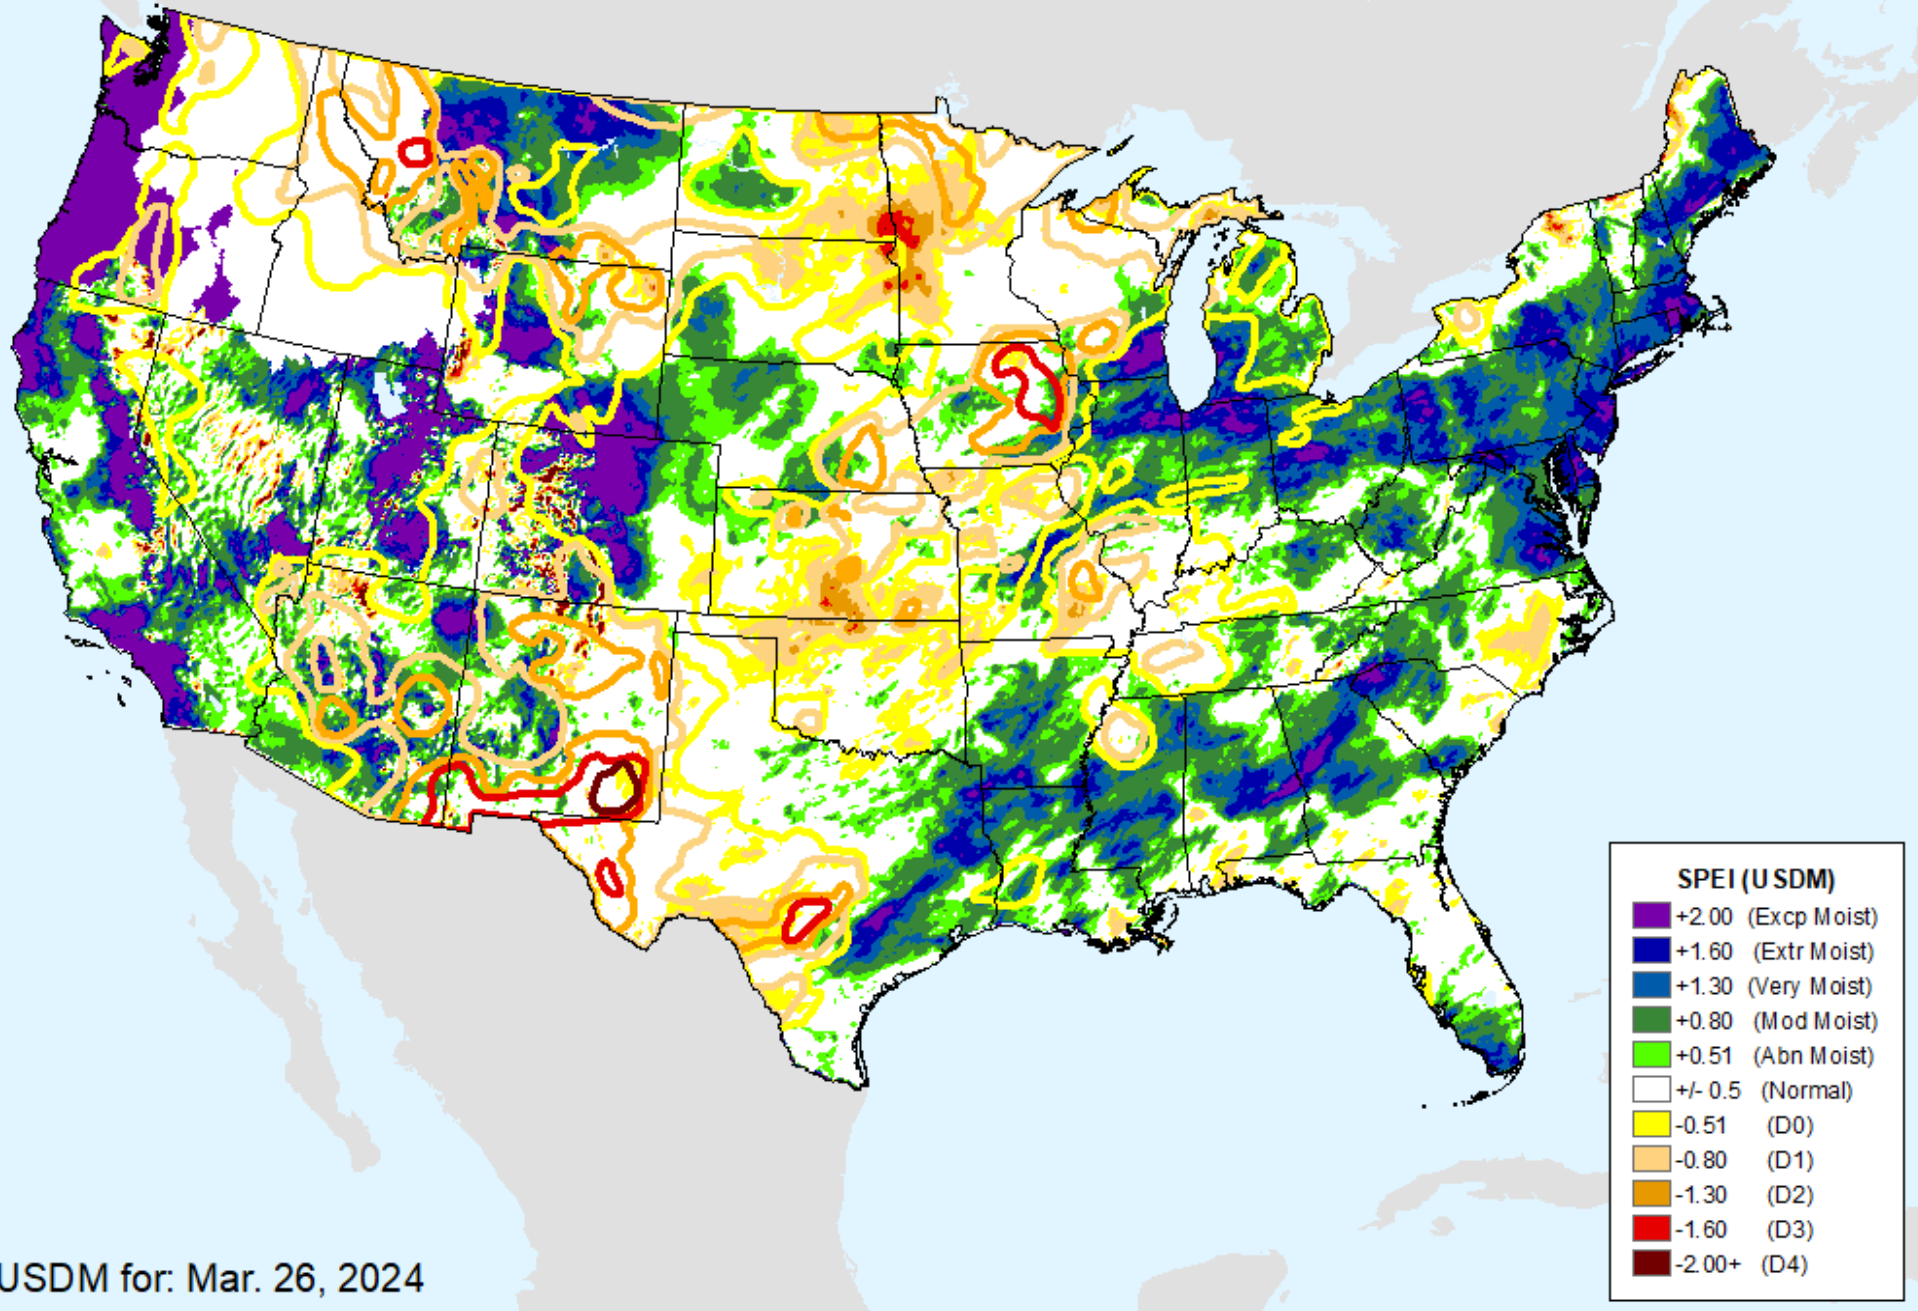 SPEI (USDM)
+2.00 (Excp Moist)
+1.60 (Extr Moist)
+1.30 (Very Moist)
+0.80 (Mod Moist)
+0.51 (Abn Moist)
+/- 0.5 (Normal)
-0.51 (D0)
-0.80 (D1)
-1.30 (D2)
-1.60 (D3)
-2.00+ (D4)
USDM for: Mar. 26, 2024